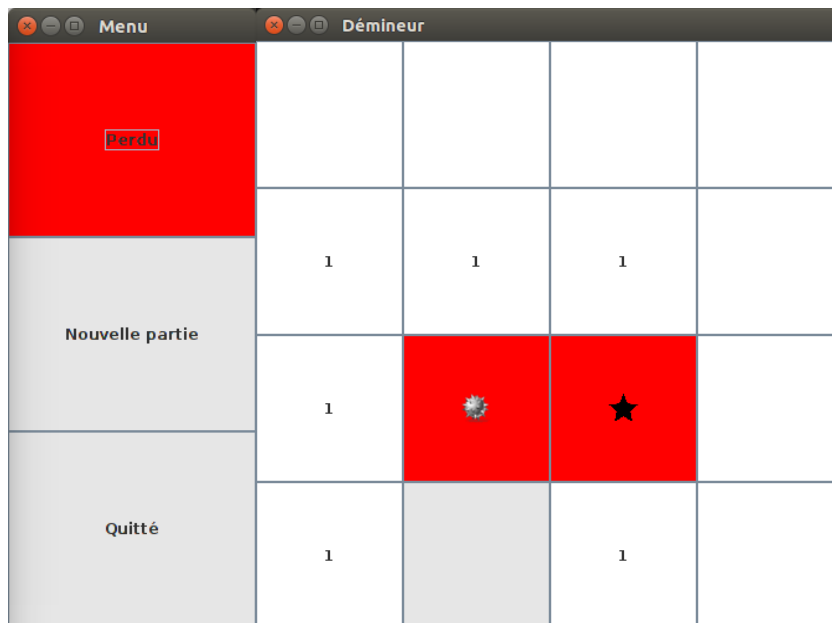 Menu
Démineur
Perdu
Nouvelle partie
Quitté
1 1 1
1
1 1